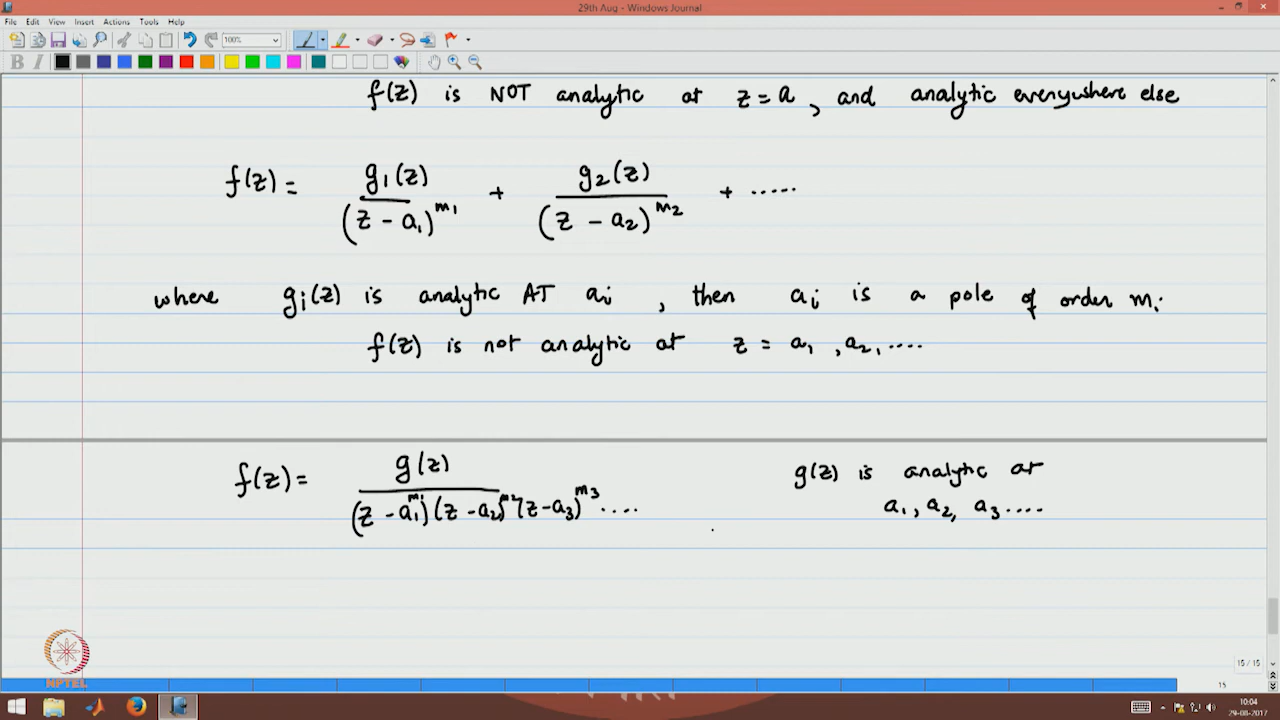 29th Aug - Windows Journal
File Edit View Insert Actions Tools Help
100%
f(z) is NOT analytic at z = a, and analytic everywhere else
f(z) = g₁(z) / (z - a₁)^m₁ + g₂(z) / (z - a₂)^m₂ + .....
where gᵢ(z) is analytic AT aᵢ, then aᵢ is a pole of order mᵢ
f(z) is not analytic at z = a₁, a₂, ....
f(z) = g(z) / (z - a₁)^m₁ (z - a₂)^m₂ (z - a₃)^m₃ ....
g(z) is analytic at
a₁, a₂, a₃ ....
NPTEL
15 / 15
15
10:04
29-08-2017